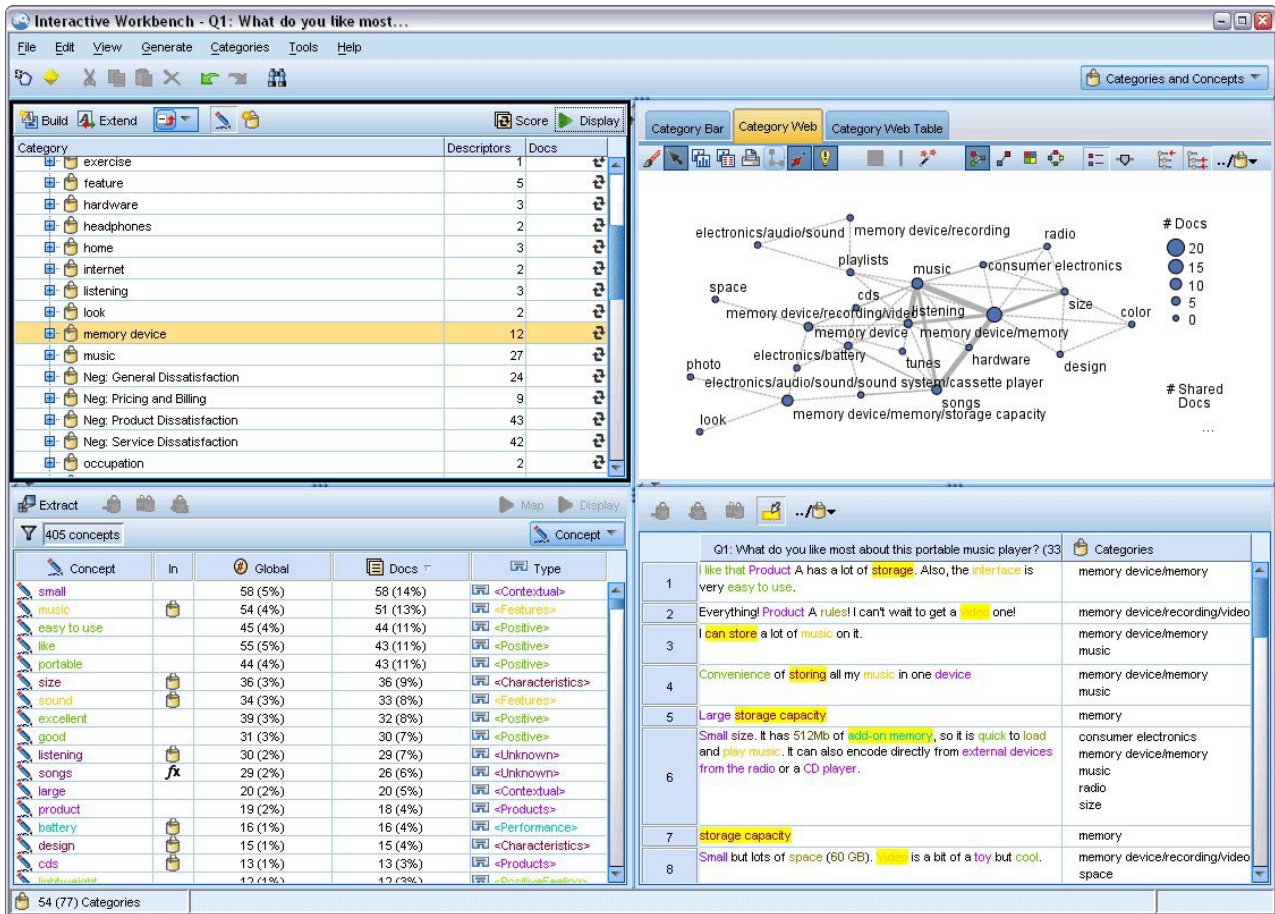 Interactive Workbench - Q1: What do you like most...
File Edit View Generate Categories Tools Help
Categories and Concepts
Build Extend Score Display
Category Descriptors Docs
exercise 1
feature 5
hardware 3
headphones 2
home 3
internet 2
listening 3
look 2
memory device 12
music 27
Neg: General Dissatisfaction 24
Neg: Pricing and Billing 9
Neg: Product Dissatisfaction 43
Neg: Service Dissatisfaction 42
occupation 2
Category Bar Category Web Category Web Table
../
electronics/audio/sound memory device/recording radio
playlists music consumer electronics
space cds size
memory device/recording/video listening color
memory device memory device/memory
electronics/battery tunes hardware design
photo
electronics/audio/sound/sound system/cassette player
songs
look memory device/memory/storage capacity
# Docs
20
15
10
5
0
# Shared
Docs
...
Extract Map Display
405 concepts Concept
Concept In Global Docs Type
small 58 (5%) 58 (14%) <Contextual>
music 54 (4%) 51 (13%) <Features>
easy to use 45 (4%) 44 (11%) <Positive>
like 55 (5%) 43 (11%) <Positive>
portable 44 (4%) 43 (11%) <Positive>
size 36 (3%) 36 (9%) <Characteristics>
sound 34 (3%) 33 (8%) <Features>
excellent 39 (3%) 32 (8%) <Positive>
good 31 (3%) 30 (7%) <Positive>
listening 30 (2%) 29 (7%) <Unknown>
songs fx 29 (2%) 26 (6%) <Unknown>
large 20 (2%) 20 (5%) <Contextual>
product 19 (2%) 18 (4%) <Products>
battery 16 (1%) 16 (4%) <Performance>
design 15 (1%) 15 (4%) <Characteristics>
cds 13 (1%) 13 (3%) <Products>
lightweight 12 (1%) 12 (3%) <PositiveFeeling>
../
Q1: What do you like most about this portable music player? (33 Categories
I like that Product A has a lot of storage. Also, the interface is memory device/memory
1
very easy to use.
2 Everything! Product A rules! I can't wait to get a video one! memory device/recording/video
3 I can store a lot of music on it. memory device/memory
music
4 Convenience of storing all my music in one device memory device/memory
music
5 Large storage capacity memory
Small size. It has 512Mb of add-on memory, so it is quick to load consumer electronics
and play music. It can also encode directly from external devices memory device/memory
6 from the radio or a CD player. music
radio
size
7 storage capacity memory
8 Small but lots of space (60 GB). Video is a bit of a toy but cool. memory device/recording/video
space
54 (77) Categories